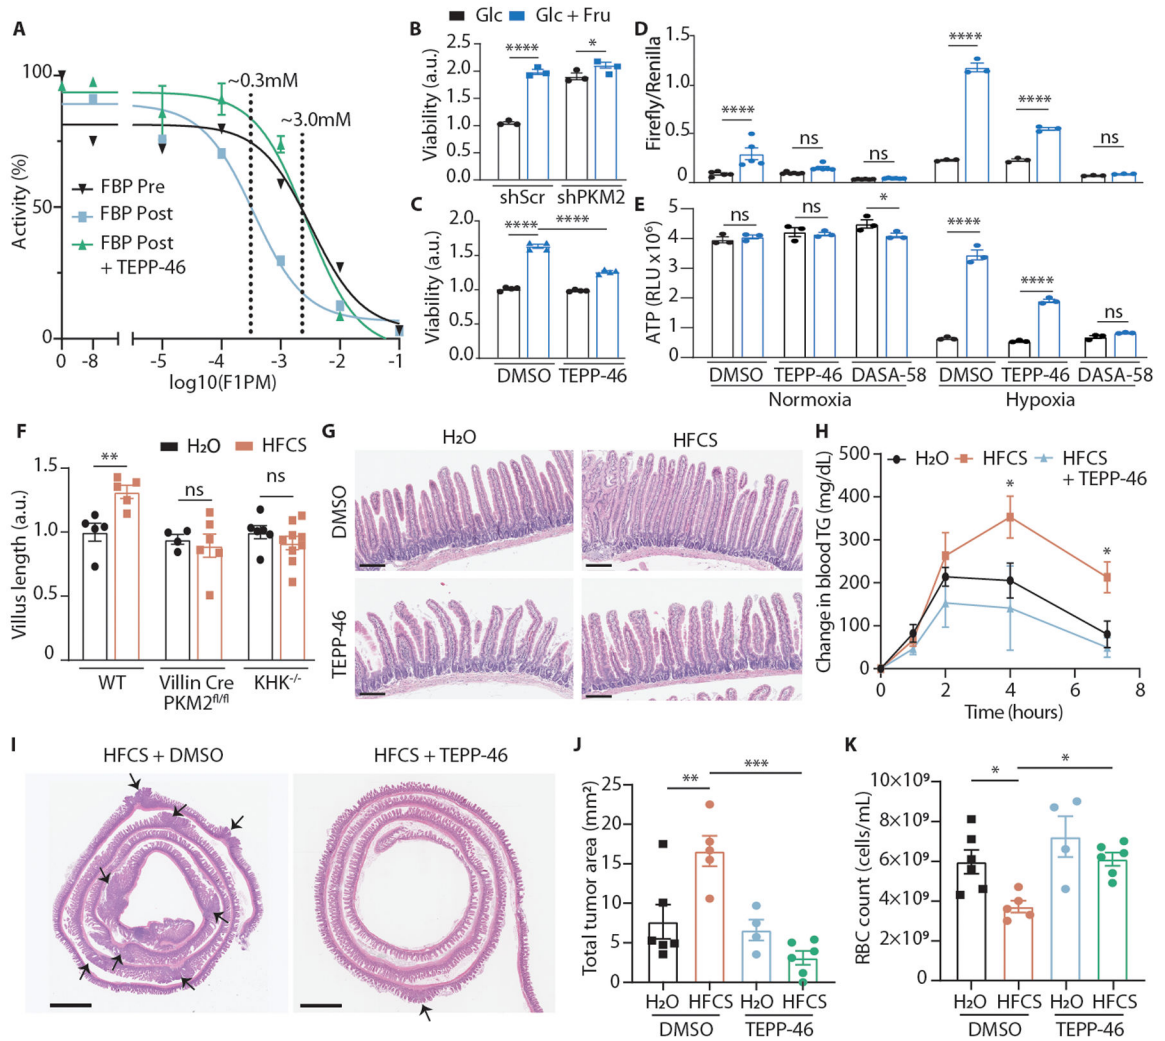 A
100
50
0
Activity (%)
~0.3mM
~3.0mM
FBP Pre
FBP Post
FBP Post
+ TEPP-46
0
-8
-5
-4
-3
-2
-1
log10(F1PM)
Glc
Glc + Fru
B
2.5
2.0
1.5
1.0
0.5
0.0
Viability (a.u.)
****
*
shScr
shPKM2
C
2.0
1.5
1.0
0.5
0.0
Viability (a.u.)
****
****
DMSO
TEPP-46
D
1.5
1.0
0.5
0
Firefly/Renilla
****
ns
ns
****
****
ns
E
5
4
3
2
1
0
ATP (RLU x10⁶)
ns
ns
*
****
****
ns
DMSO
TEPP-46
DASA-58
DMSO
TEPP-46
DASA-58
Normoxia
Hypoxia
F
H₂O
HFCS
1.5
1.0
0.5
0
Villus length (a.u.)
**
ns
ns
WT
Villin Cre
PKM2fl/fl
KHK-/-
G
H₂O
HFCS
DMSO
TEPP-46
H
H₂O
HFCS
HFCS
+ TEPP-46
500
400
300
200
100
0
Change in blood TG (mg/dL)
*
*
0
2
4
6
8
Time (hours)
I
HFCS + DMSO
HFCS + TEPP-46
J
25
20
15
10
5
0
Total tumor area (mm²)
**
***
H₂O
HFCS
H₂O
HFCS
DMSO
TEPP-46
K
10×10⁹
8×10⁹
6×10⁹
4×10⁹
2×10⁹
0
RBC count (cells/mL)
*
*
H₂O
HFCS
H₂O
HFCS
DMSO
TEPP-46